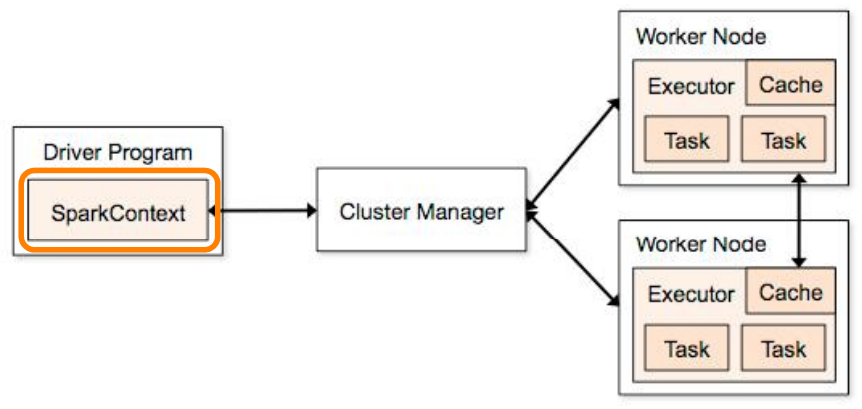 Driver Program
SparkContext
Cluster Manager
Worker Node
Executor
Cache
Task
Task
Worker Node
Executor
Cache
Task
Task